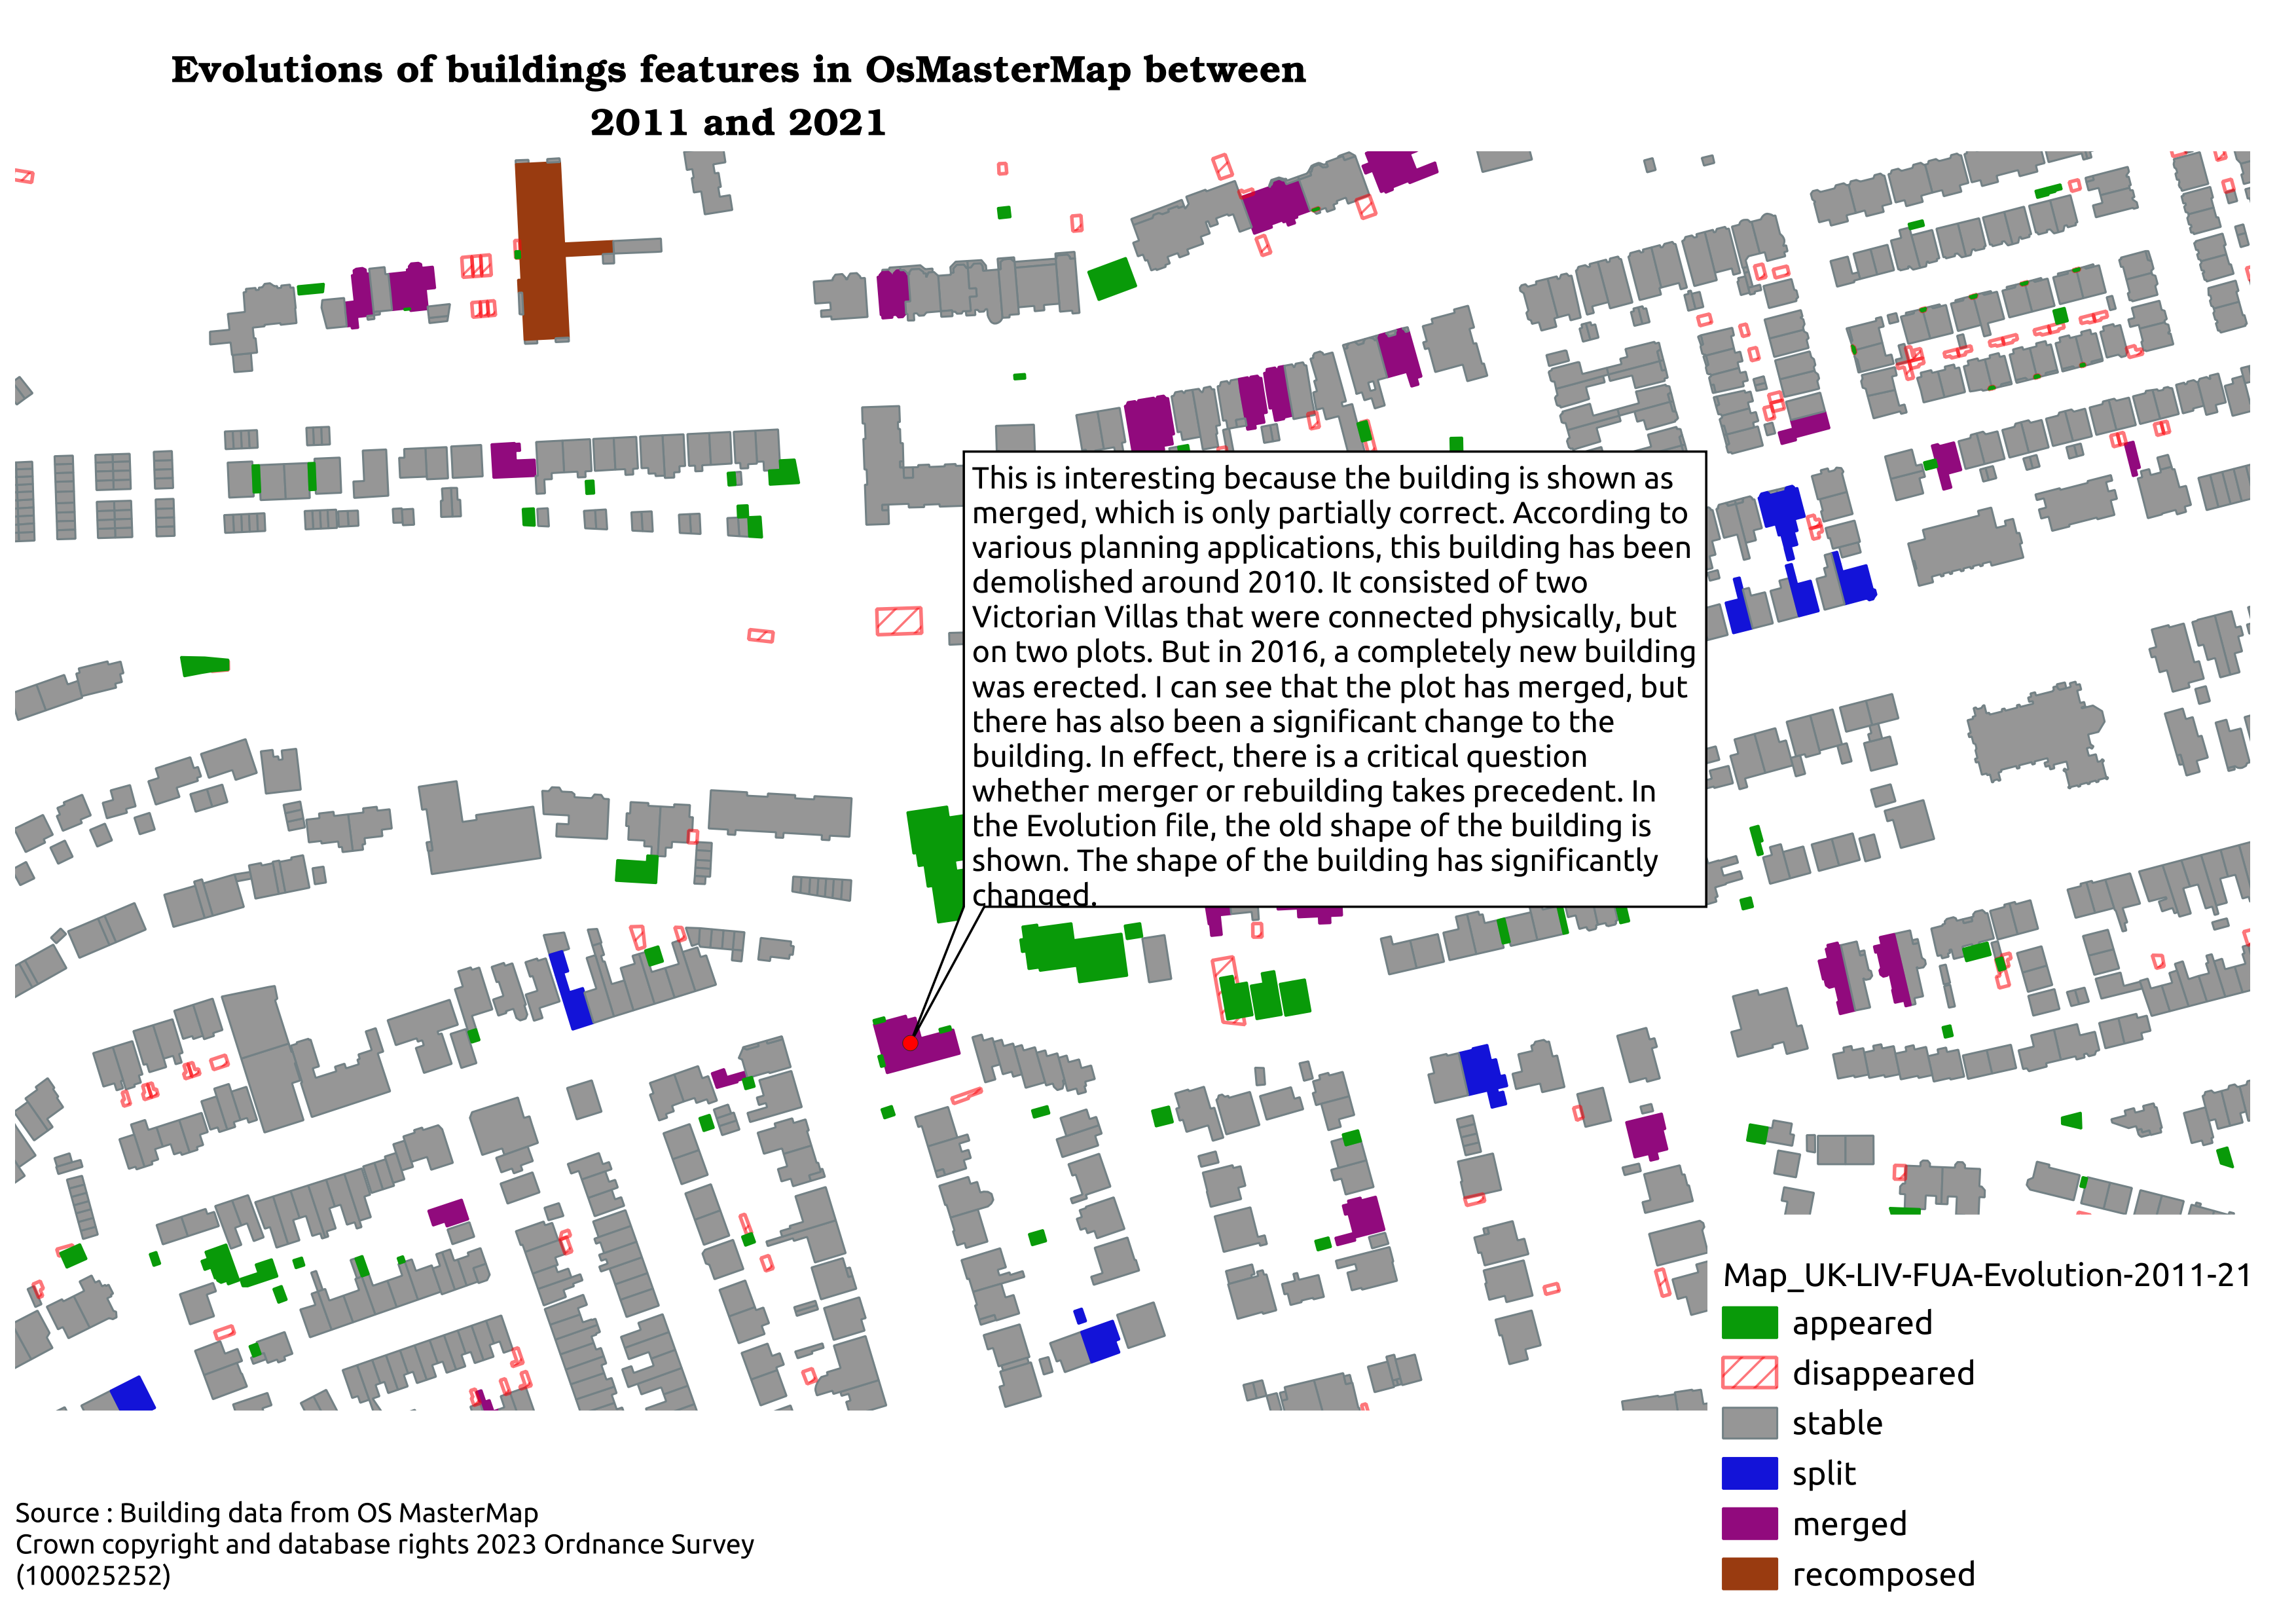 Evolutions of buildings features in OsMasterMap between
2011 and 2021
This is interesting because the building is shown as
merged, which is only partially correct. According to
various planning applications, this building has been
demolished around 2010. It consisted of two
Victorian Villas that were connected physically, but
on two plots. But in 2016, a completely new building
was erected. I can see that the plot has merged, but
there has also been a significant change to the
building. In effect, there is a critical question
whether merger or rebuilding takes precedent. In
the Evolution file, the old shape of the building is
shown. The shape of the building has significantly
changed.
Map_UK-LIV-FUA-Evolution-2011-21
appeared
disappeared
stable
split
merged
recomposed
Source : Building data from OS MasterMap
Crown copyright and database rights 2023 Ordnance Survey
(100025252)